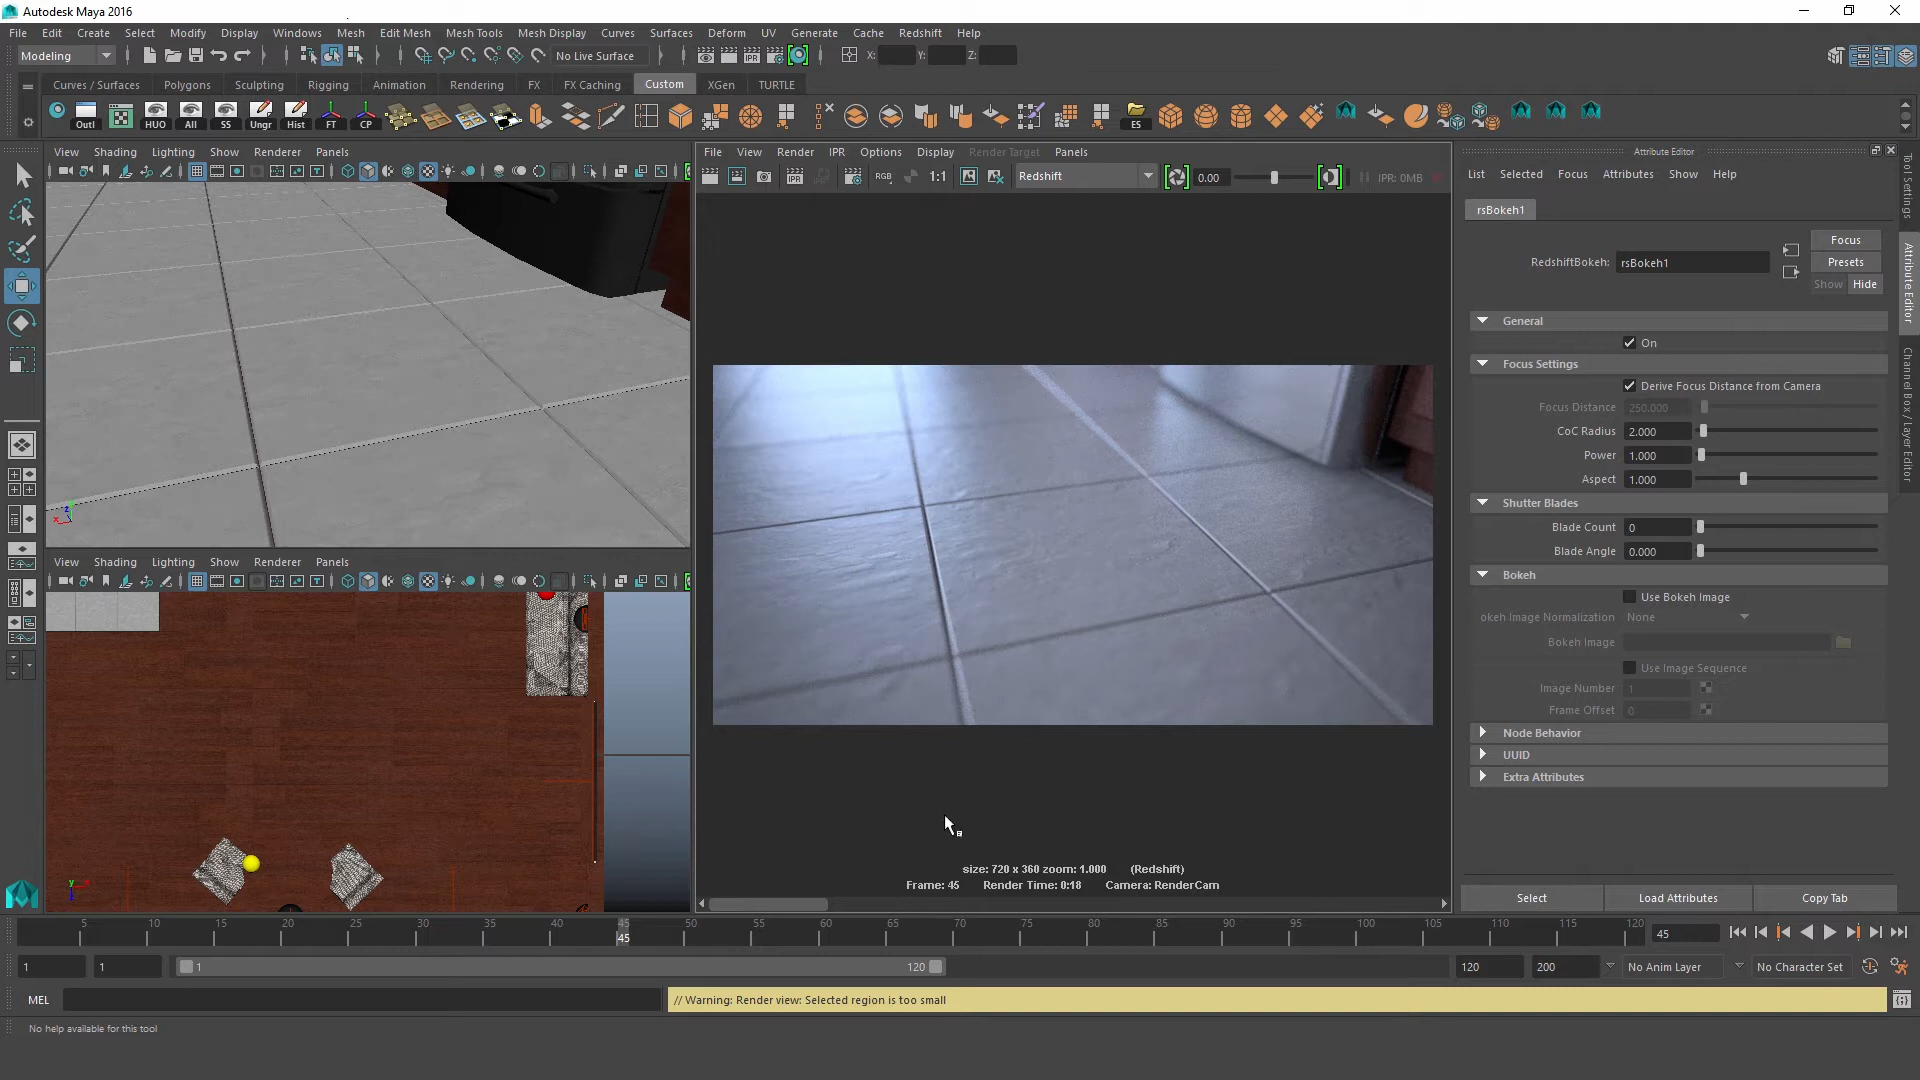 Autodesk Maya 2016
File Edit Create Select Modify Display Windows Mesh Edit Mesh Mesh Tools Mesh Display Curves Surfaces Deform UV Generate Cache Redshift Help
Modeling No Live Surface X: Y: Z:
Curves / Surfaces Polygons Sculpting Rigging Animation Rendering FX FX Caching Custom XGen TURTLE
Outl HUO All SS Ungr Hist FT CP ES
View Shading Lighting Show Renderer Panels
File View Render IPR Options Display Render Target Panels
RGB 1:1 Redshift 0.00 IPR: 0MB
Attribute Editor
List Selected Focus Attributes Show Help
rsBokeh1
RedshiftBokeh: rsBokeh1
Focus
Presets
Show Hide
General
On
Focus Settings
Derive Focus Distance from Camera
Focus Distance 250.000
CoC Radius 2.000
Power 1.000
Aspect 1.000
Shutter Blades
Blade Count 0
Blade Angle 0.000
Bokeh
Use Bokeh Image
okeh Image Normalization None
Bokeh Image
Use Image Sequence
Image Number 1
Frame Offset 0
Node Behavior
UUID
Extra Attributes
Select Load Attributes Copy Tab
Tool Settings
Attribute Editor
Channel Box / Layer Editor
View Shading Lighting Show Renderer Panels
size: 720 x 360 zoom: 1.000 (Redshift)
Frame: 45 Render Time: 0:18 Camera: RenderCam
5 10 15 20 25 30 35 40 45 50 55 60 65 70 75 80 85 90 95 100 105 110 115 120
45 45
1 1 1 120 120 200 No Anim Layer No Character Set
MEL // Warning: Render view: Selected region is too small
No help available for this tool